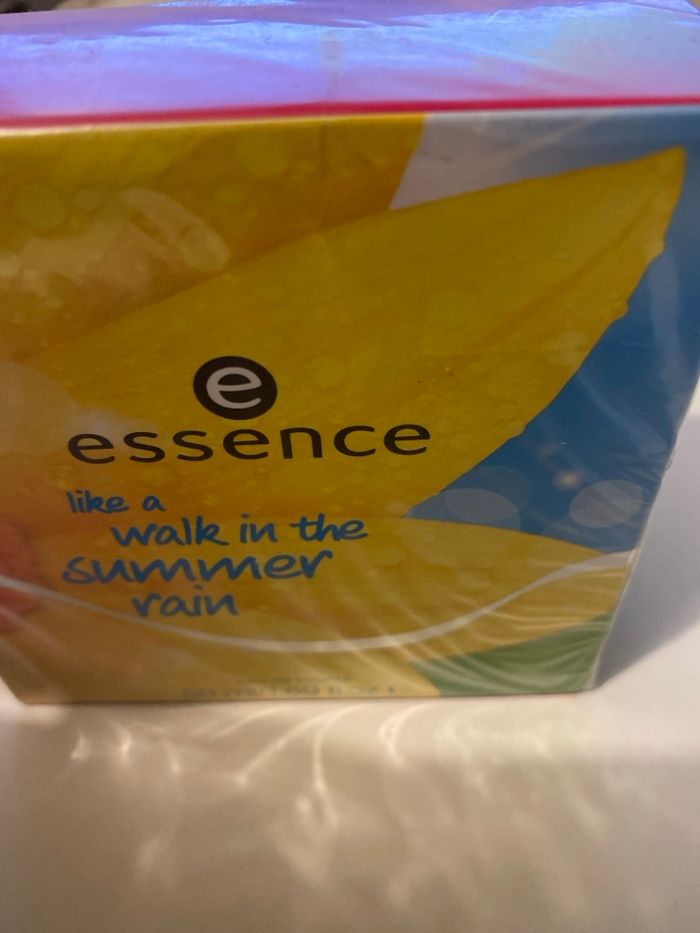 e
essence
like a
walk in the
summer
rain